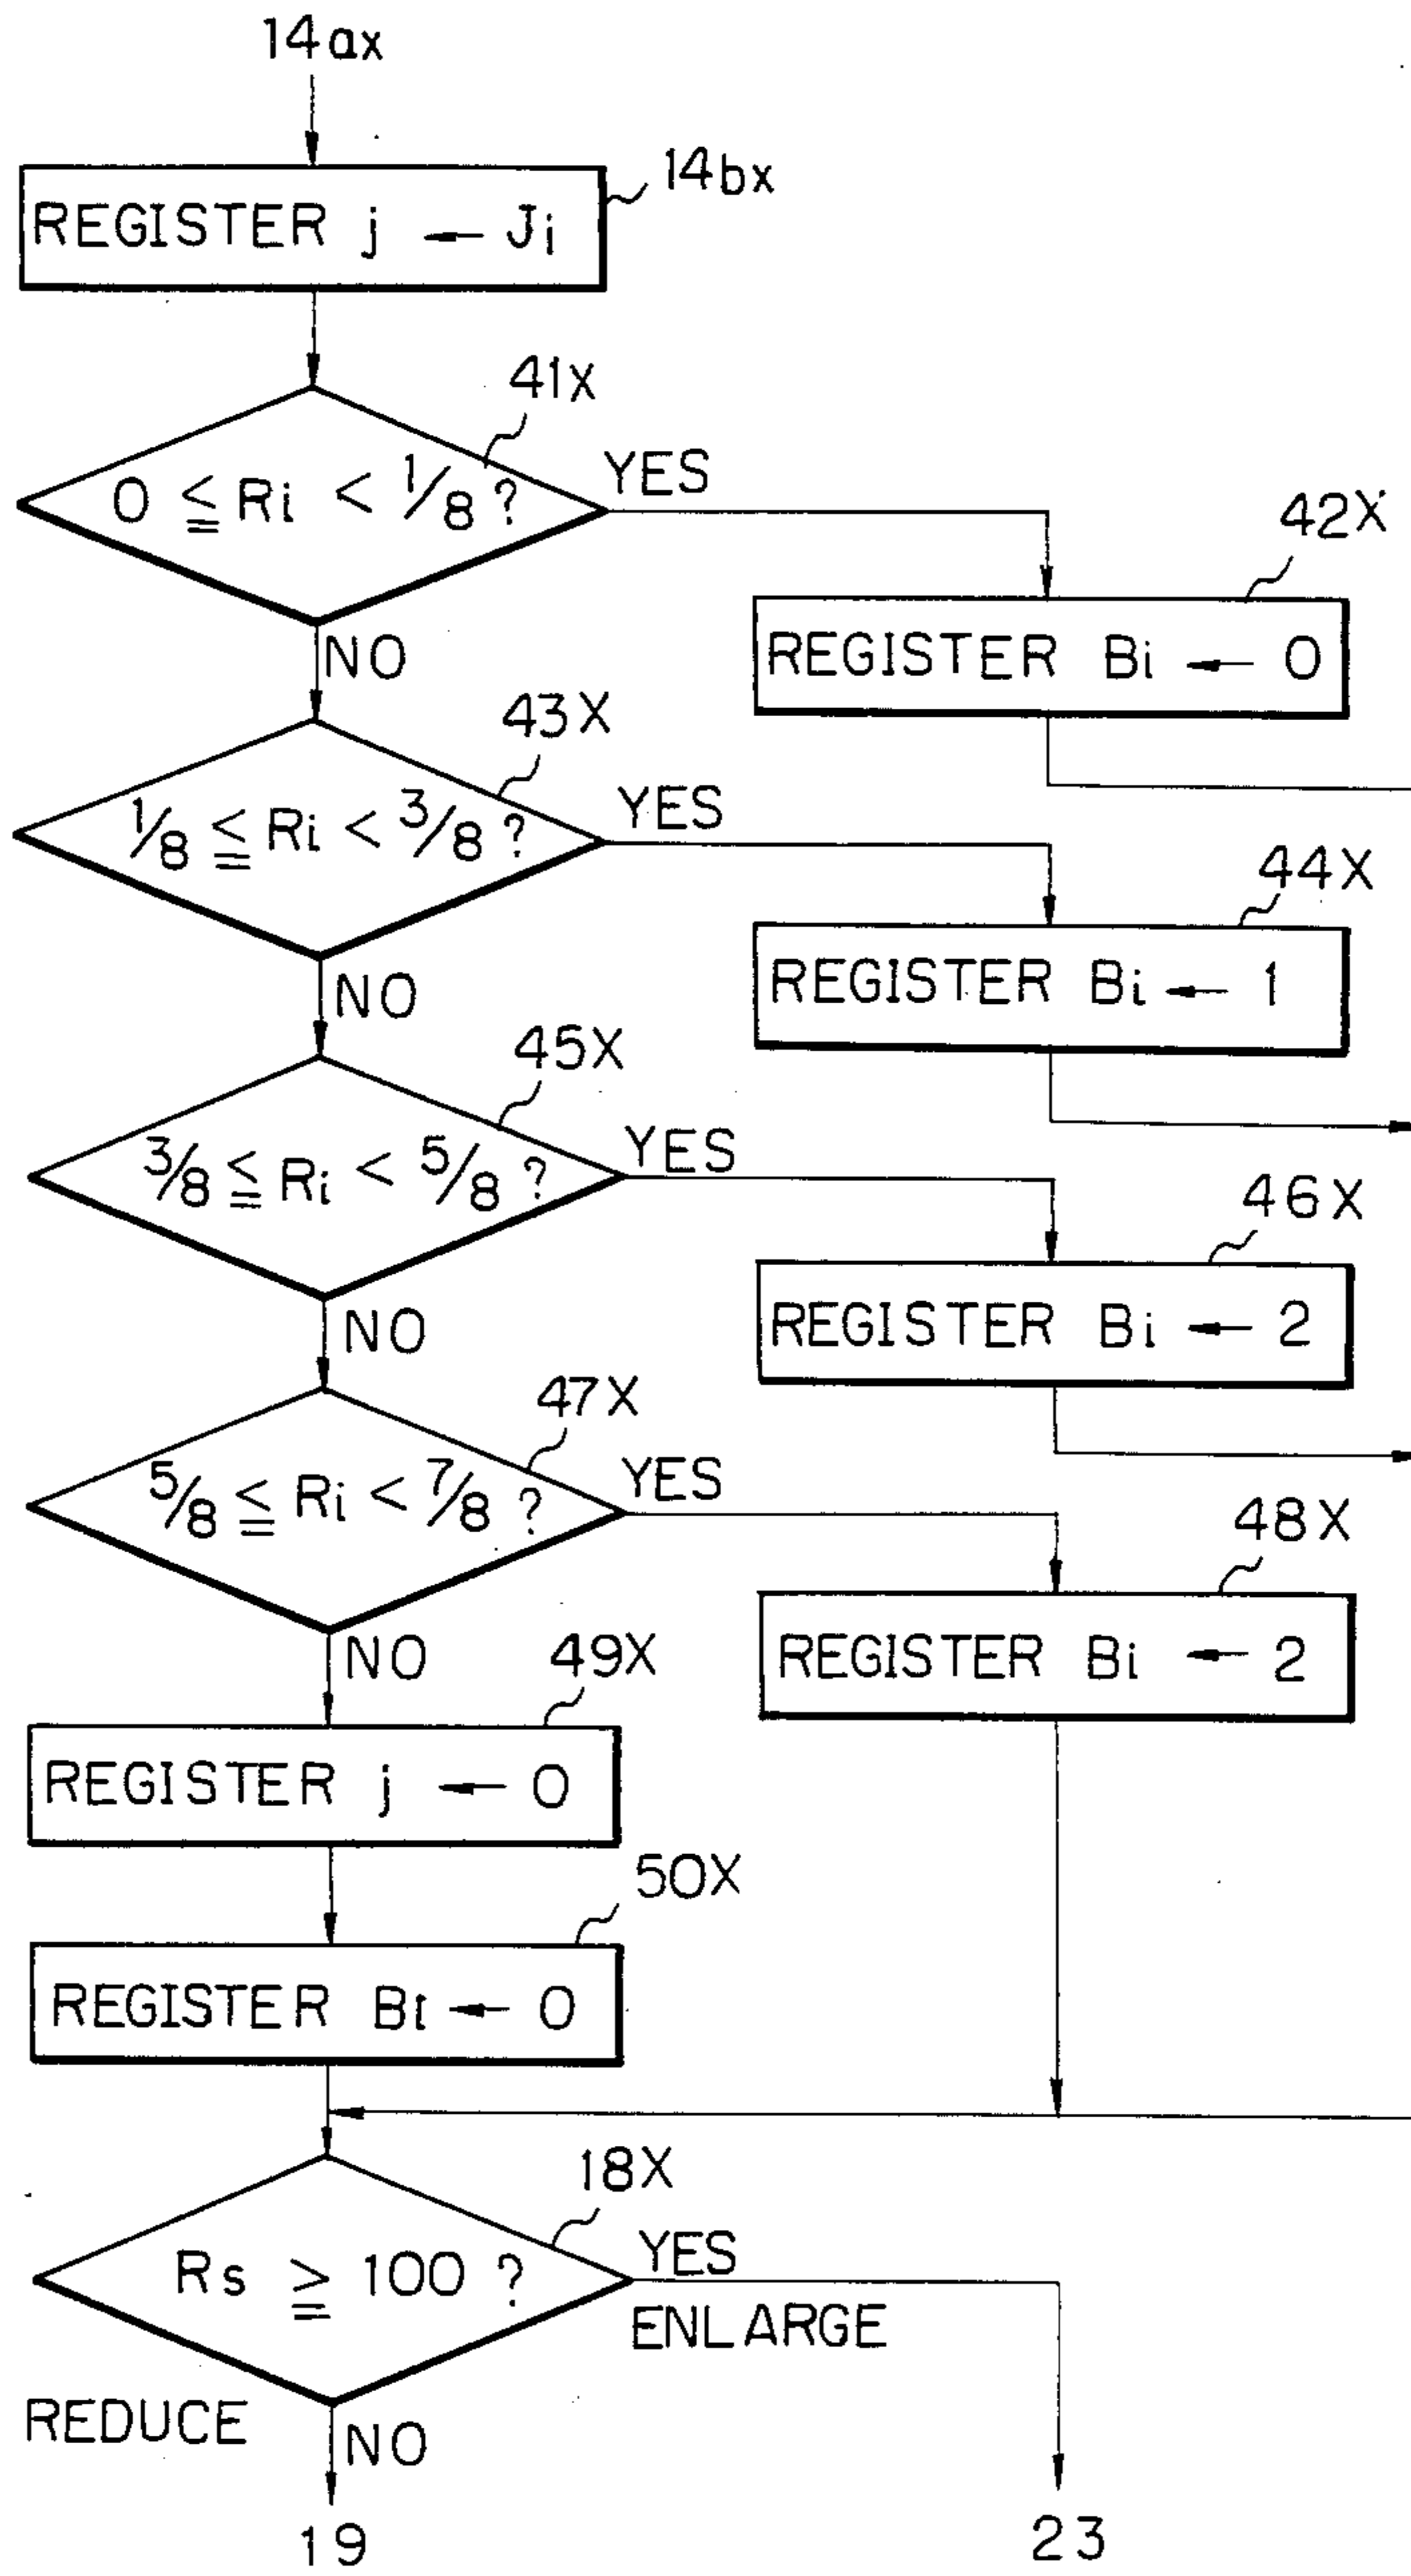 14ax
REGISTER j ← Ji
14bx
0 ≦ Ri < 1/8 ?
41X
YES
NO
42X
REGISTER Bi ← 0
43X
1/8 ≦ Ri < 3/8 ?
YES
NO
44X
REGISTER Bi ← 1
45X
3/8 ≦ Ri < 5/8 ?
YES
NO
46X
REGISTER Bi ← 2
47X
5/8 ≦ Ri < 7/8 ?
YES
NO
48X
REGISTER Bi ← 2
49X
REGISTER j ← 0
50X
REGISTER Bi ← 0
18X
Rs ≧ 100 ?
YES
ENLARGE
REDUCE
NO
19
23